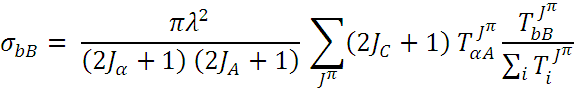 σ_{bB} = \frac{πλ^2}{(2J_α + 1) (2J_A + 1)} \sum_{J^π} (2J_C + 1) T_{αA}^{J^π} \frac{T_{bB}^{J^π}}{\sum_i T_i^{J^π}}